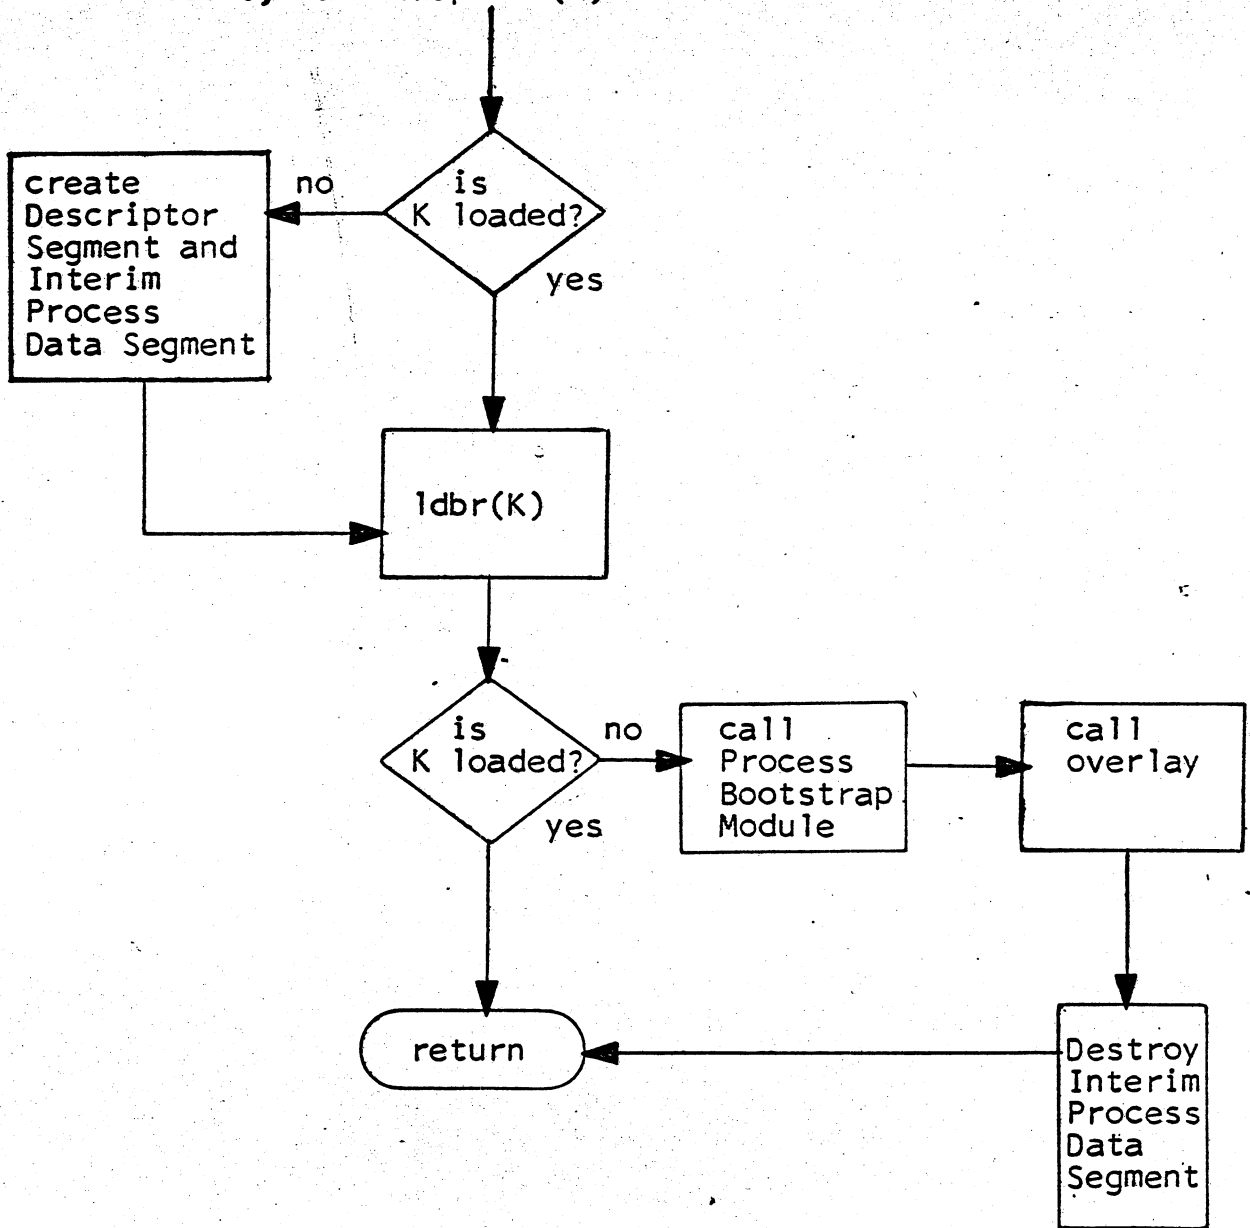 is
K loaded?
no
yes
create
Descriptor
Segment and
Interim
Process
Data Segment
ldbr(K)
is
K loaded?
no
yes
call
Process
Bootstrap
Module
call
overlay
return
Destroy
Interim
Process
Data
Segment